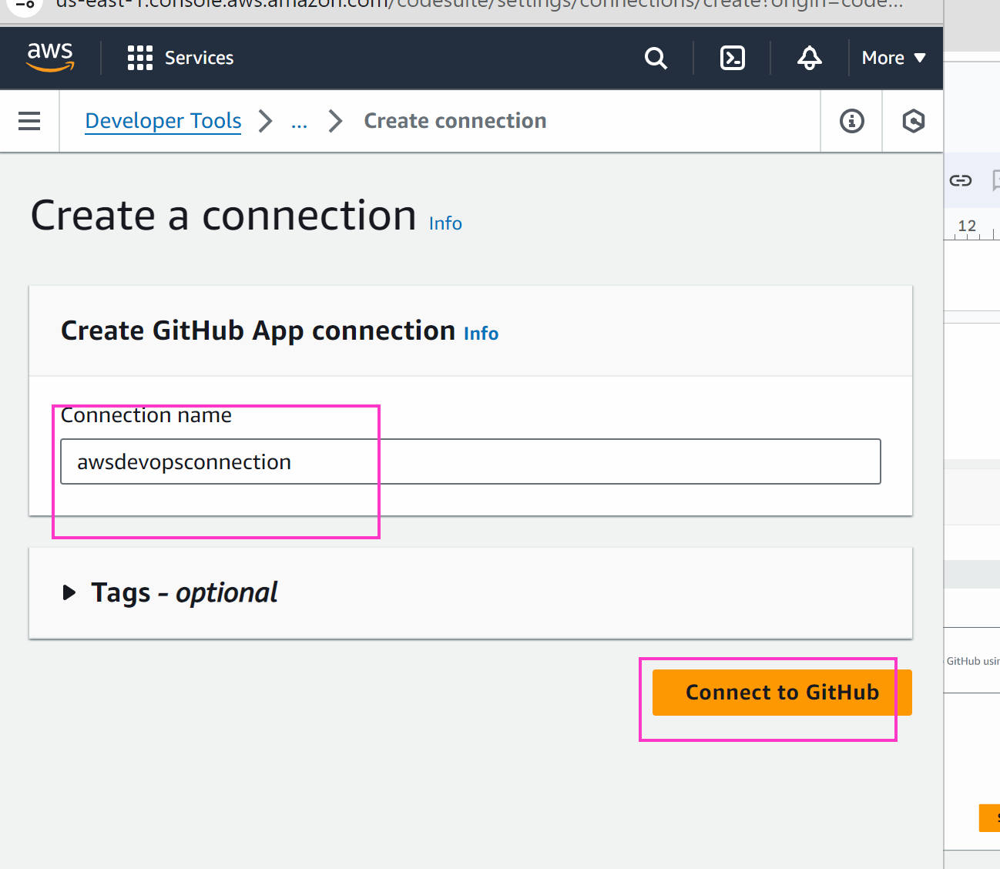 us-east-1.console.aws.amazon.com/codesuite/settings/connections/create?origin=code...
aws
Services
More
Developer Tools
...
Create connection
Create a connection Info
12
Create GitHub App connection Info
Connection name
awsdevopsconnection
Tags - optional
GitHub
Connect to GitHub